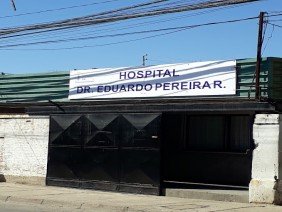 HOSPITAL
DR. EDUARDO PEREIRA R.